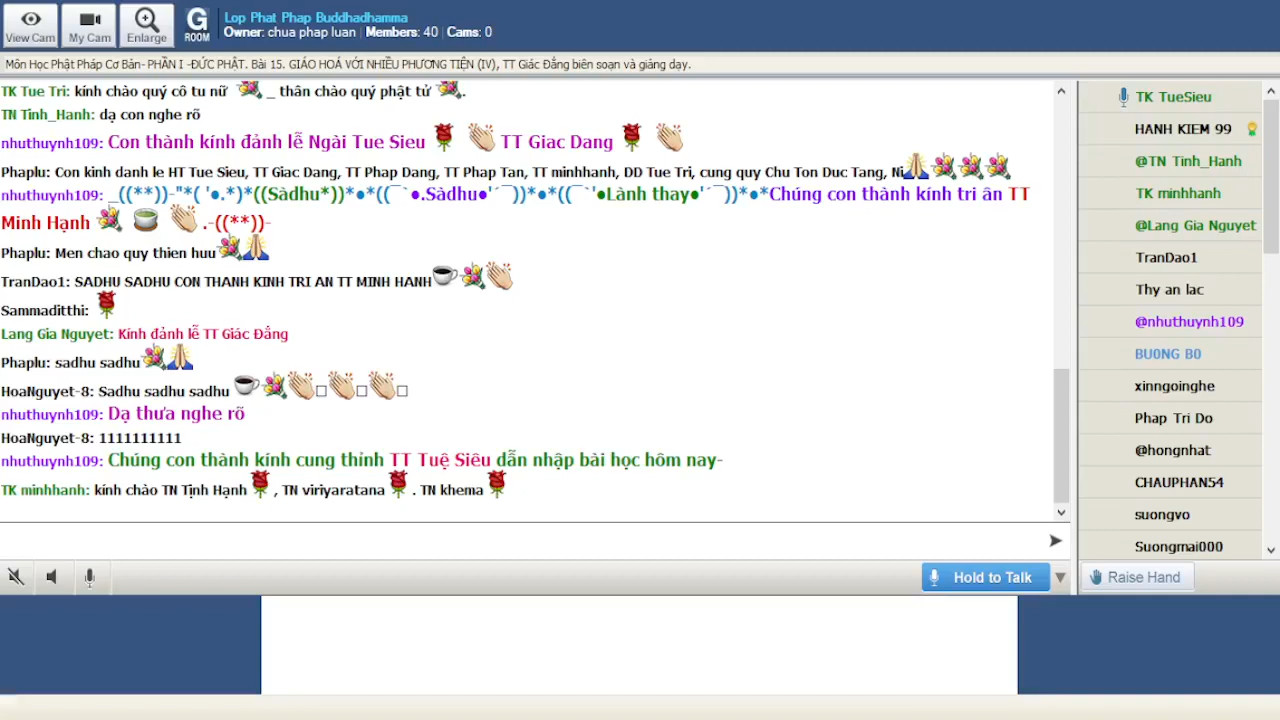 View Cam
My Cam
Enlarge
G
ROOM
Lop Phat Phap Buddhadhamma
Owner: chua phap luan | Members: 40 | Cams: 0
Môn Học Phật Pháp Cơ Bản- PHẦN I -ĐỨC PHẬT. Bài 15. GIÁO HOÁ VỚI NHIỀU PHƯƠNG TIỆN (IV), TT Giác Đẳng biên soạn và giảng dạy.
TK Tue Tri: kính chào quý cô tu nữ _ thân chào quý phật tử .
TN Tinh_Hanh: dạ con nghe rõ
nhuthuynh109: Con thành kính đảnh lễ Ngài Tue Sieu TT Giac Dang
Phaplu: Con kinh danh le HT Tue Sieu, TT Giac Dang, TT Phap Dang, TT Phap Tan, TT minhhanh, DD Tue Tri, cung quy Chu Ton Duc Tang, Ni
nhuthuynh109: _((**))-"*( '●.*)*((Sàdhu*))*●*((¯`●.Sàdhu●'´¯))*●*((¯`'●Lành thay●'´¯))*●*Chúng con thành kính tri ân TT
Minh Hạnh .-((**))-
Phaplu: Men chao quy thien huu
TranDao1: SADHU SADHU CON THANH KINH TRI AN TT MINH HANH
Sammaditthi:
Lang Gia Nguyet: Kính đảnh lễ TT Giác Đẳng
Phaplu: sadhu sadhu
HoaNguyet-8: Sadhu sadhu sadhu
nhuthuynh109: Dạ thưa nghe rõ
HoaNguyet-8: 1111111111
nhuthuynh109: Chúng con thành kính cung thỉnh TT Tuệ Siêu dẫn nhập bài học hôm nay-
TK minhhanh: kính chào TN Tịnh Hạnh , TN viriyaratana . TN khema
Hold to Talk
TK TueSieu
HANH KIEM 99
@TN Tinh_Hanh
TK minhhanh
@Lang Gia Nguyet
TranDao1
Thy an lac
@nhuthuynh109
BUONG B0
xinngoinghe
Phap Tri Do
@hongnhat
CHAUPHAN54
suongvo
Suongmai000
Raise Hand